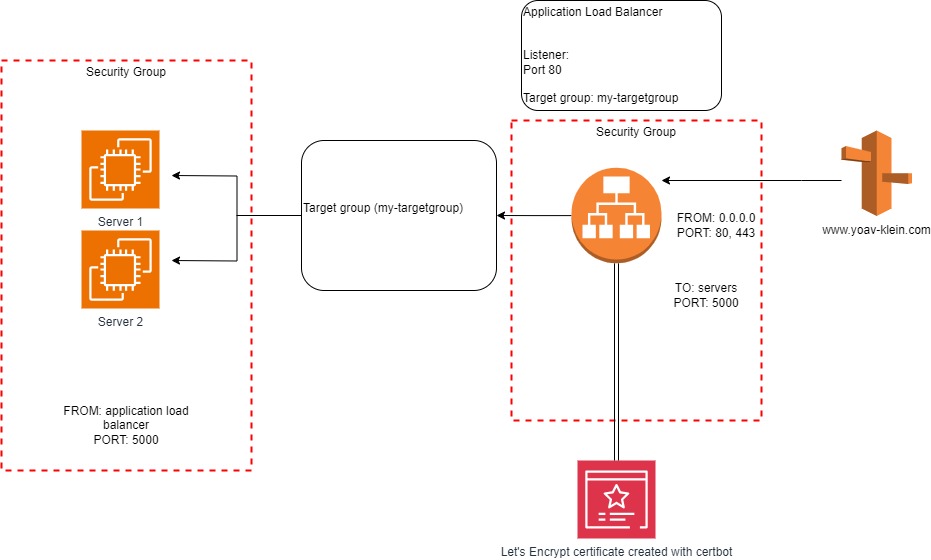 Application Load Balancer
Listener:
Port 80
Target group: my-targetgroup
Security Group
Server 1
Server 2
FROM: application load
balancer
PORT: 5000
Target group (my-targetgroup)
Security Group
FROM: 0.0.0.0
PORT: 80, 443
TO: servers
PORT: 5000
www.yoav-klein.com
Let's Encrypt certificate created with certbot